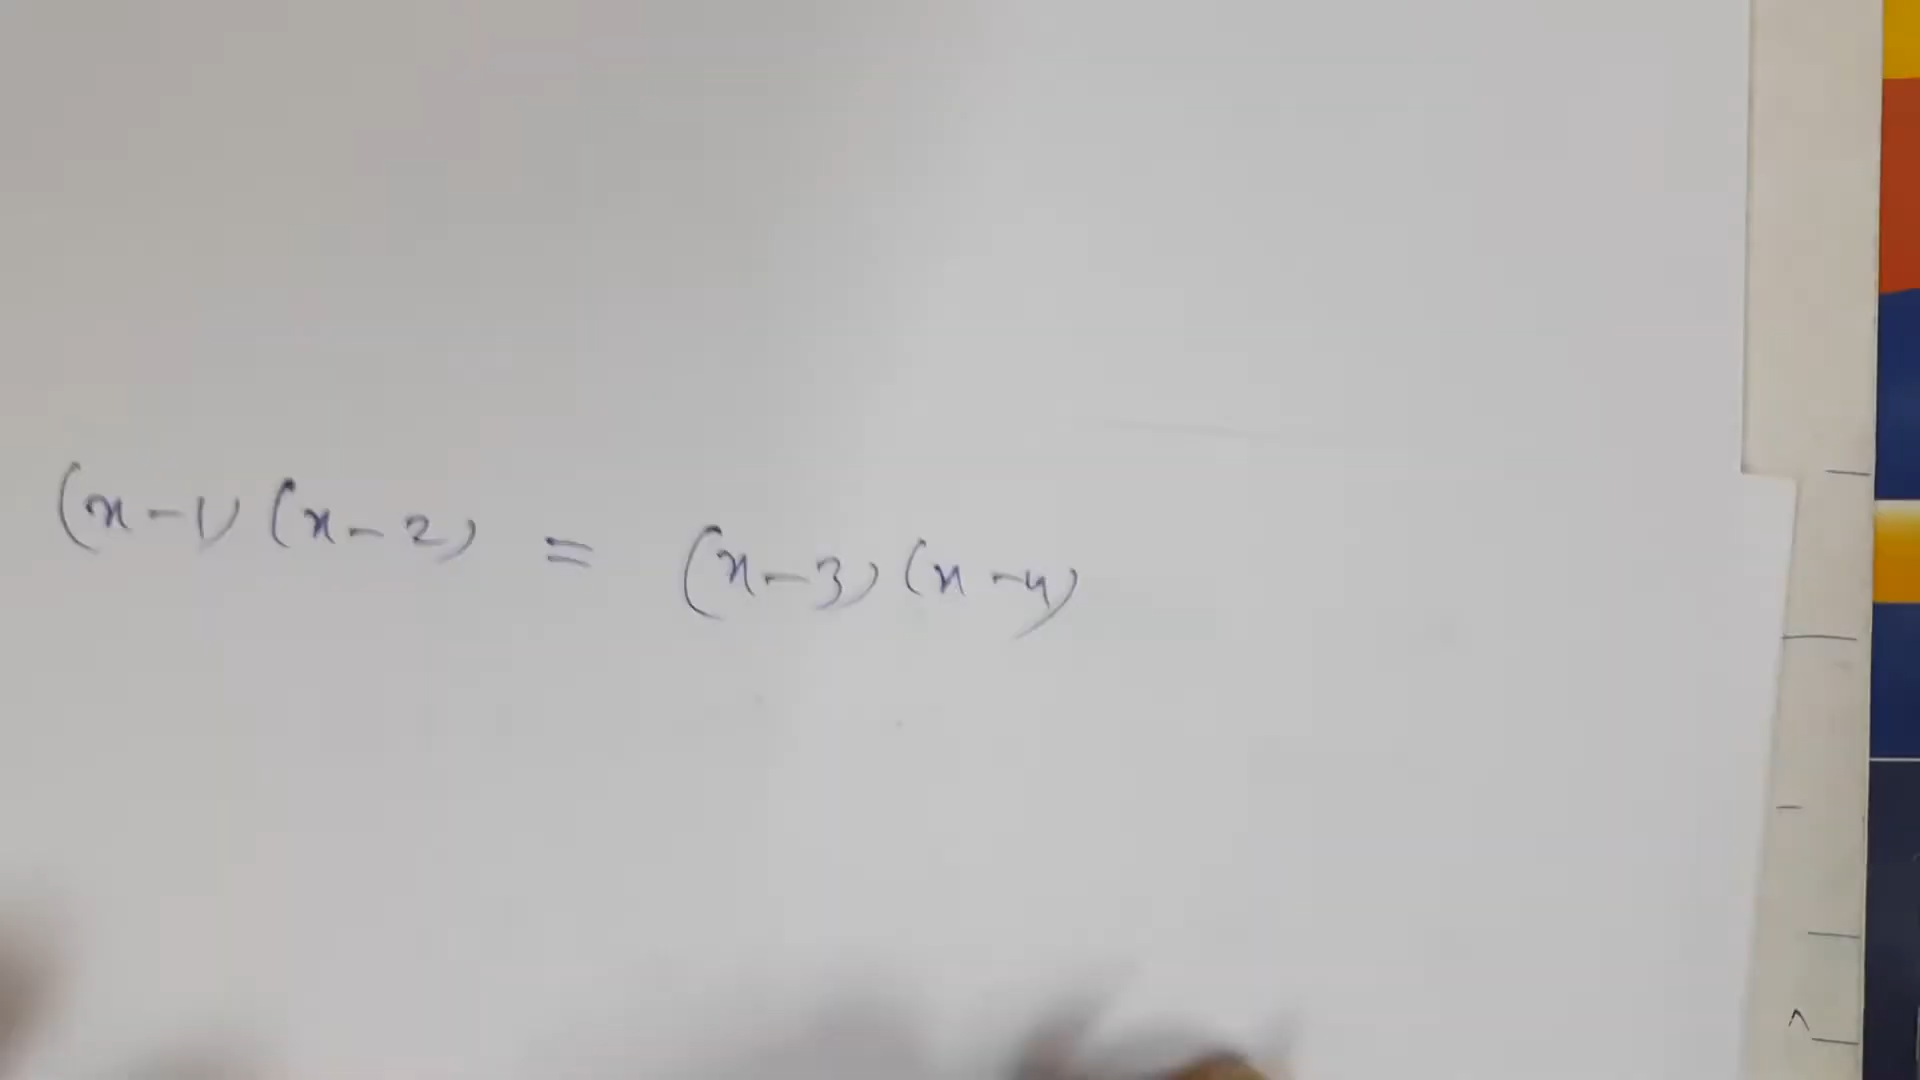 (x-1) (x-2) = (x-3) (x-4)